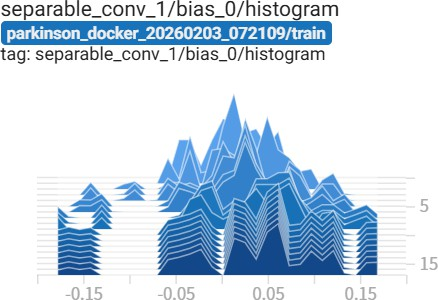 separable_conv_1/bias_0/histogram
parkinson_docker_20260203_072109/train
tag: separable_conv_1/bias_0/histogram
5
15
-0.15 -0.05 0.05 0.15